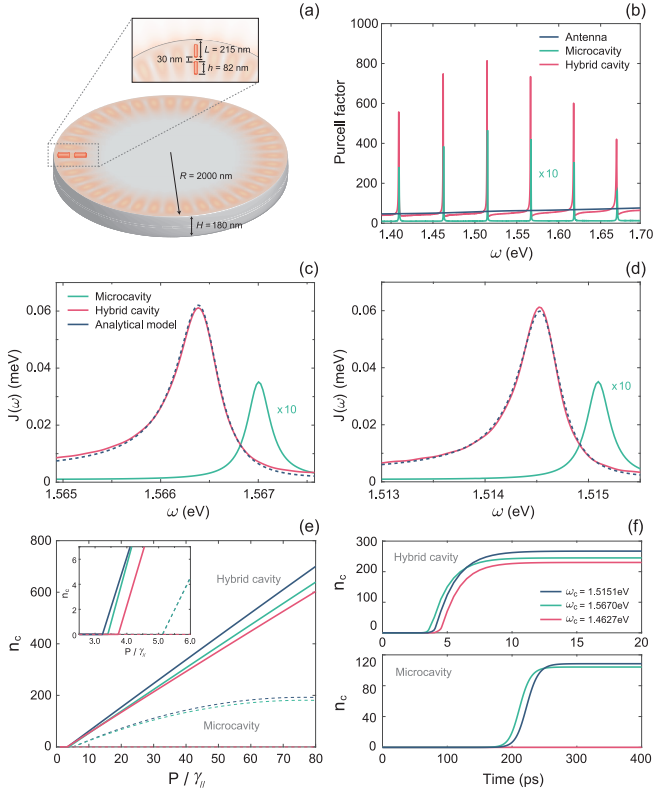 (a)
L = 215 nm
30 nm
h = 82 nm
R = 2000 nm
H = 180 nm
(b)
Purcell factor
1000
800
600
400
200
0
Antenna
Microcavity
Hybrid cavity
x10
1.40 1.45 1.50 1.55 1.60 1.65 1.70
ω (eV)
(c)
J(ω) (meV)
0.06
0.04
0.02
0
Microcavity
Hybrid cavity
Analytical model
x10
1.565 1.566 1.567
ω (eV)
(d)
J(ω) (meV)
0.06
0.04
0.02
0
x10
1.513 1.514 1.515
ω (eV)
(e)
n_c
800
600
400
200
0
6
4
2
0
n_c
3.0 4.0 5.0 6.0
P / γ_//
Hybrid cavity
Microcavity
0 10 20 30 40 50 60 70 80
P / γ_//
(f)
n_c
300
200
100
0
Hybrid cavity
ω_c = 1.5151eV
ω_c = 1.5670eV
ω_c = 1.4627eV
0 5 10 15 20
n_c
120
80
40
0
Microcavity
0 100 200 300 400
Time (ps)